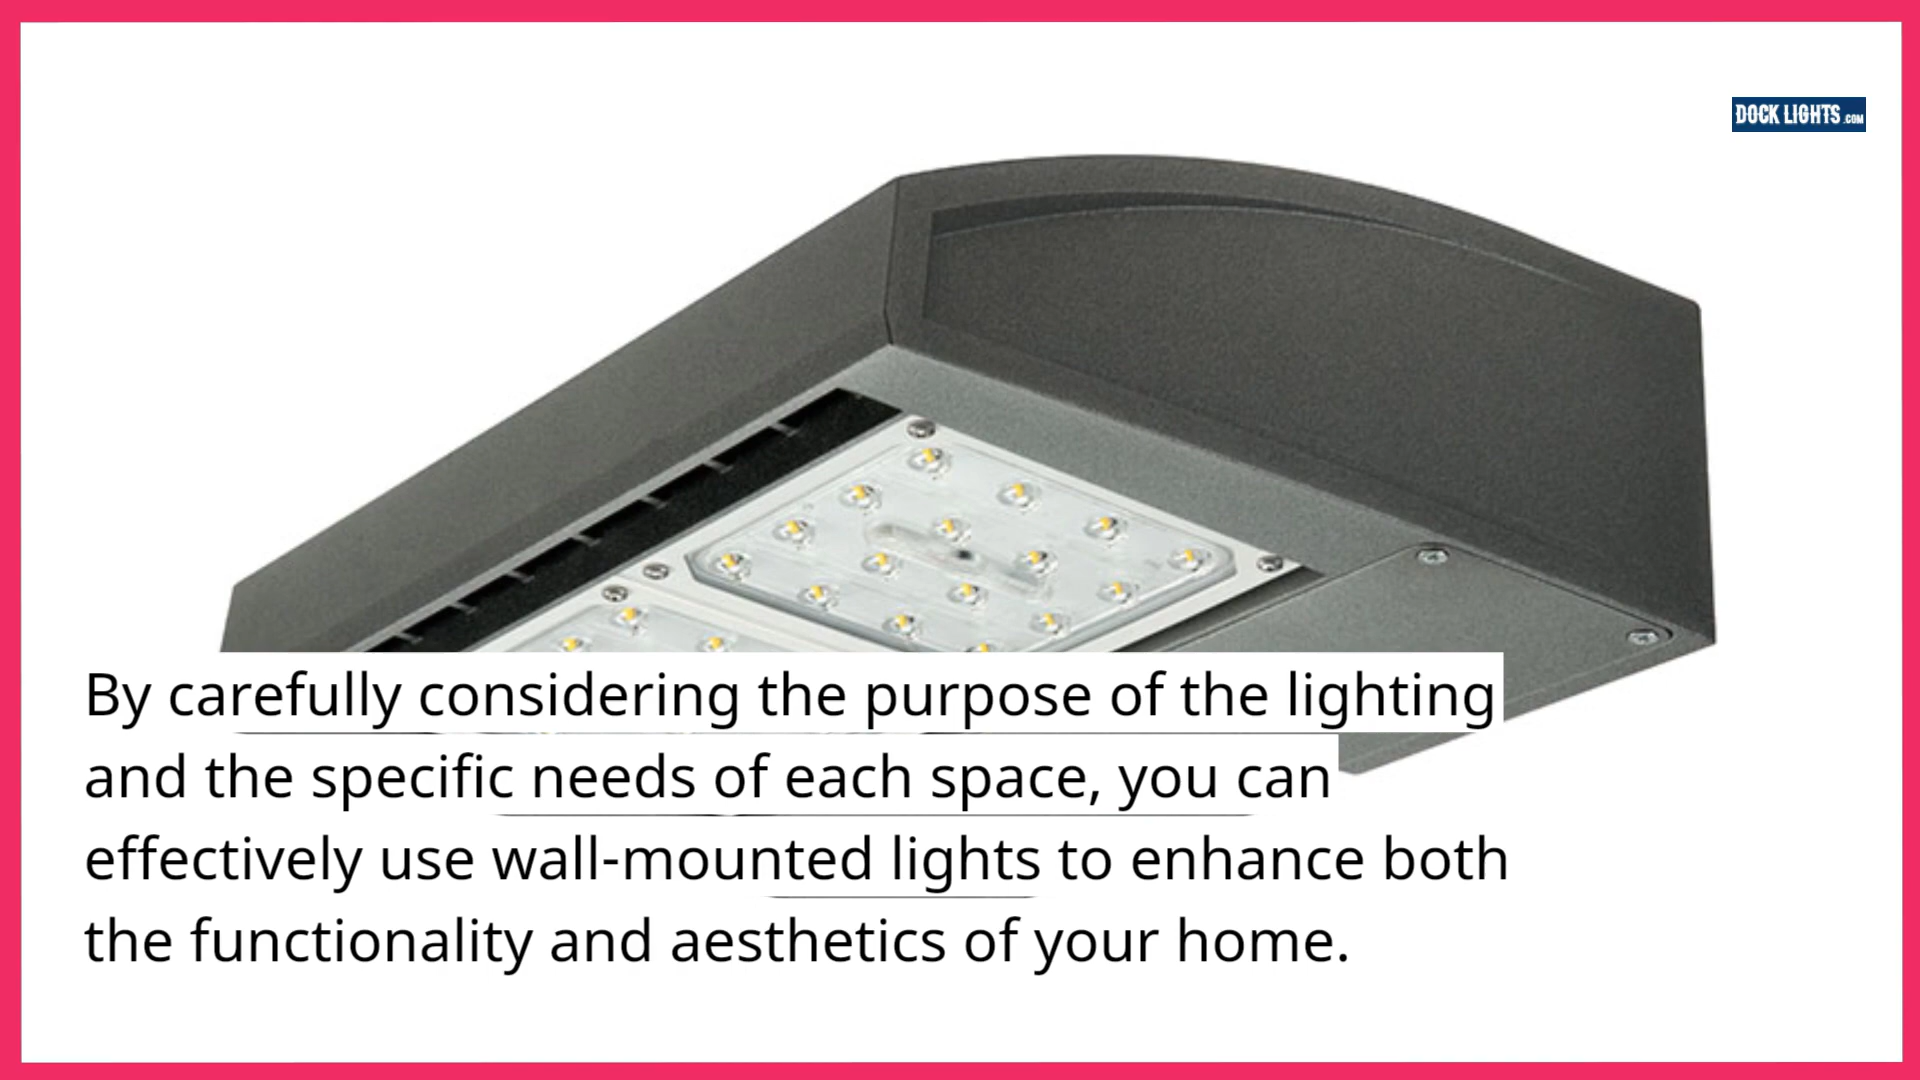 DOCK LIGHTS.COM
By carefully considering the purpose of the lighting
and the specific needs of each space, you can
effectively use wall-mounted lights to enhance both
the functionality and aesthetics of your home.